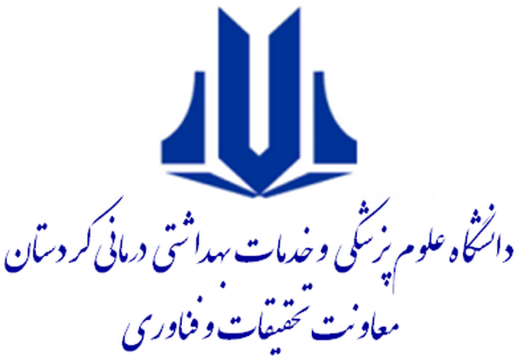 دانشگاه علوم پزشکی و خدمات بهداشتی درمانی کردستان
معاونت تحقیقات و فناوری